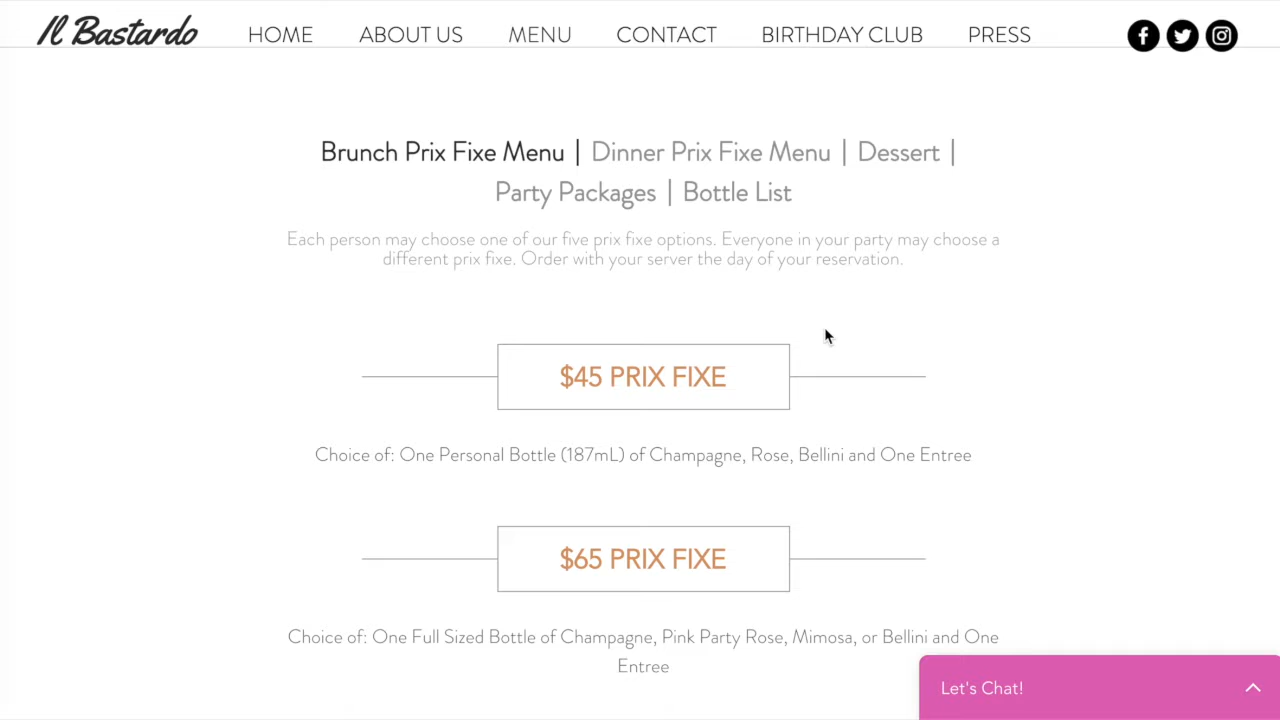 Il Bastardo HOME ABOUT US MENU CONTACT BIRTHDAY CLUB PRESS
Brunch Prix Fixe Menu | Dinner Prix Fixe Menu | Dessert |
Party Packages | Bottle List
Each person may choose one of our five prix fixe options. Everyone in your party may choose a
different prix fixe. Order with your server the day of your reservation.
$45 PRIX FIXE
Choice of: One Personal Bottle (187mL) of Champagne, Rose, Bellini and One Entree
$65 PRIX FIXE
Choice of: One Full Sized Bottle of Champagne, Pink Party Rose, Mimosa, or Bellini and One
Entree
Let's Chat!